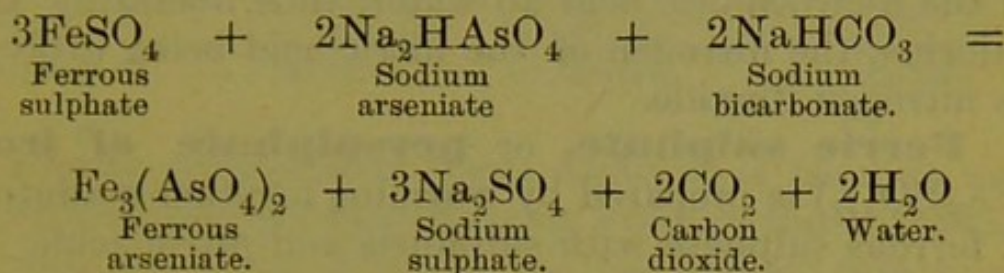 3FeSO₄ + 2Na₂HAsO₄ + 2NaHCO₃ =
Ferrous Sodium Sodium
sulphate arseniate bicarbonate.
Fe₃(AsO₄)₂ + 3Na₂SO₄ + 2CO₂ + 2H₂O
Ferrous Sodium Carbon Water.
arseniate. sulphate. dioxide.